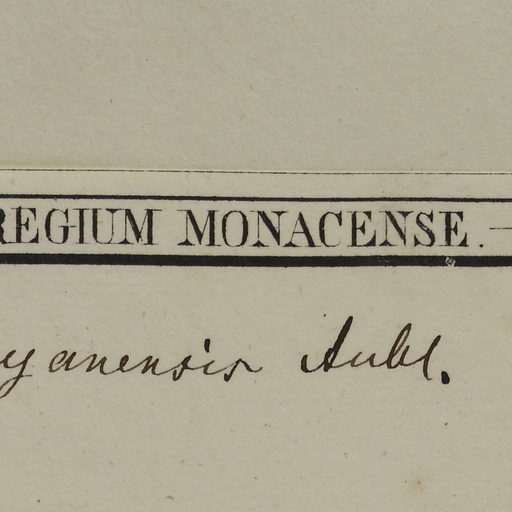 REGIUM MONACENSE. —
yanensis Aubl.